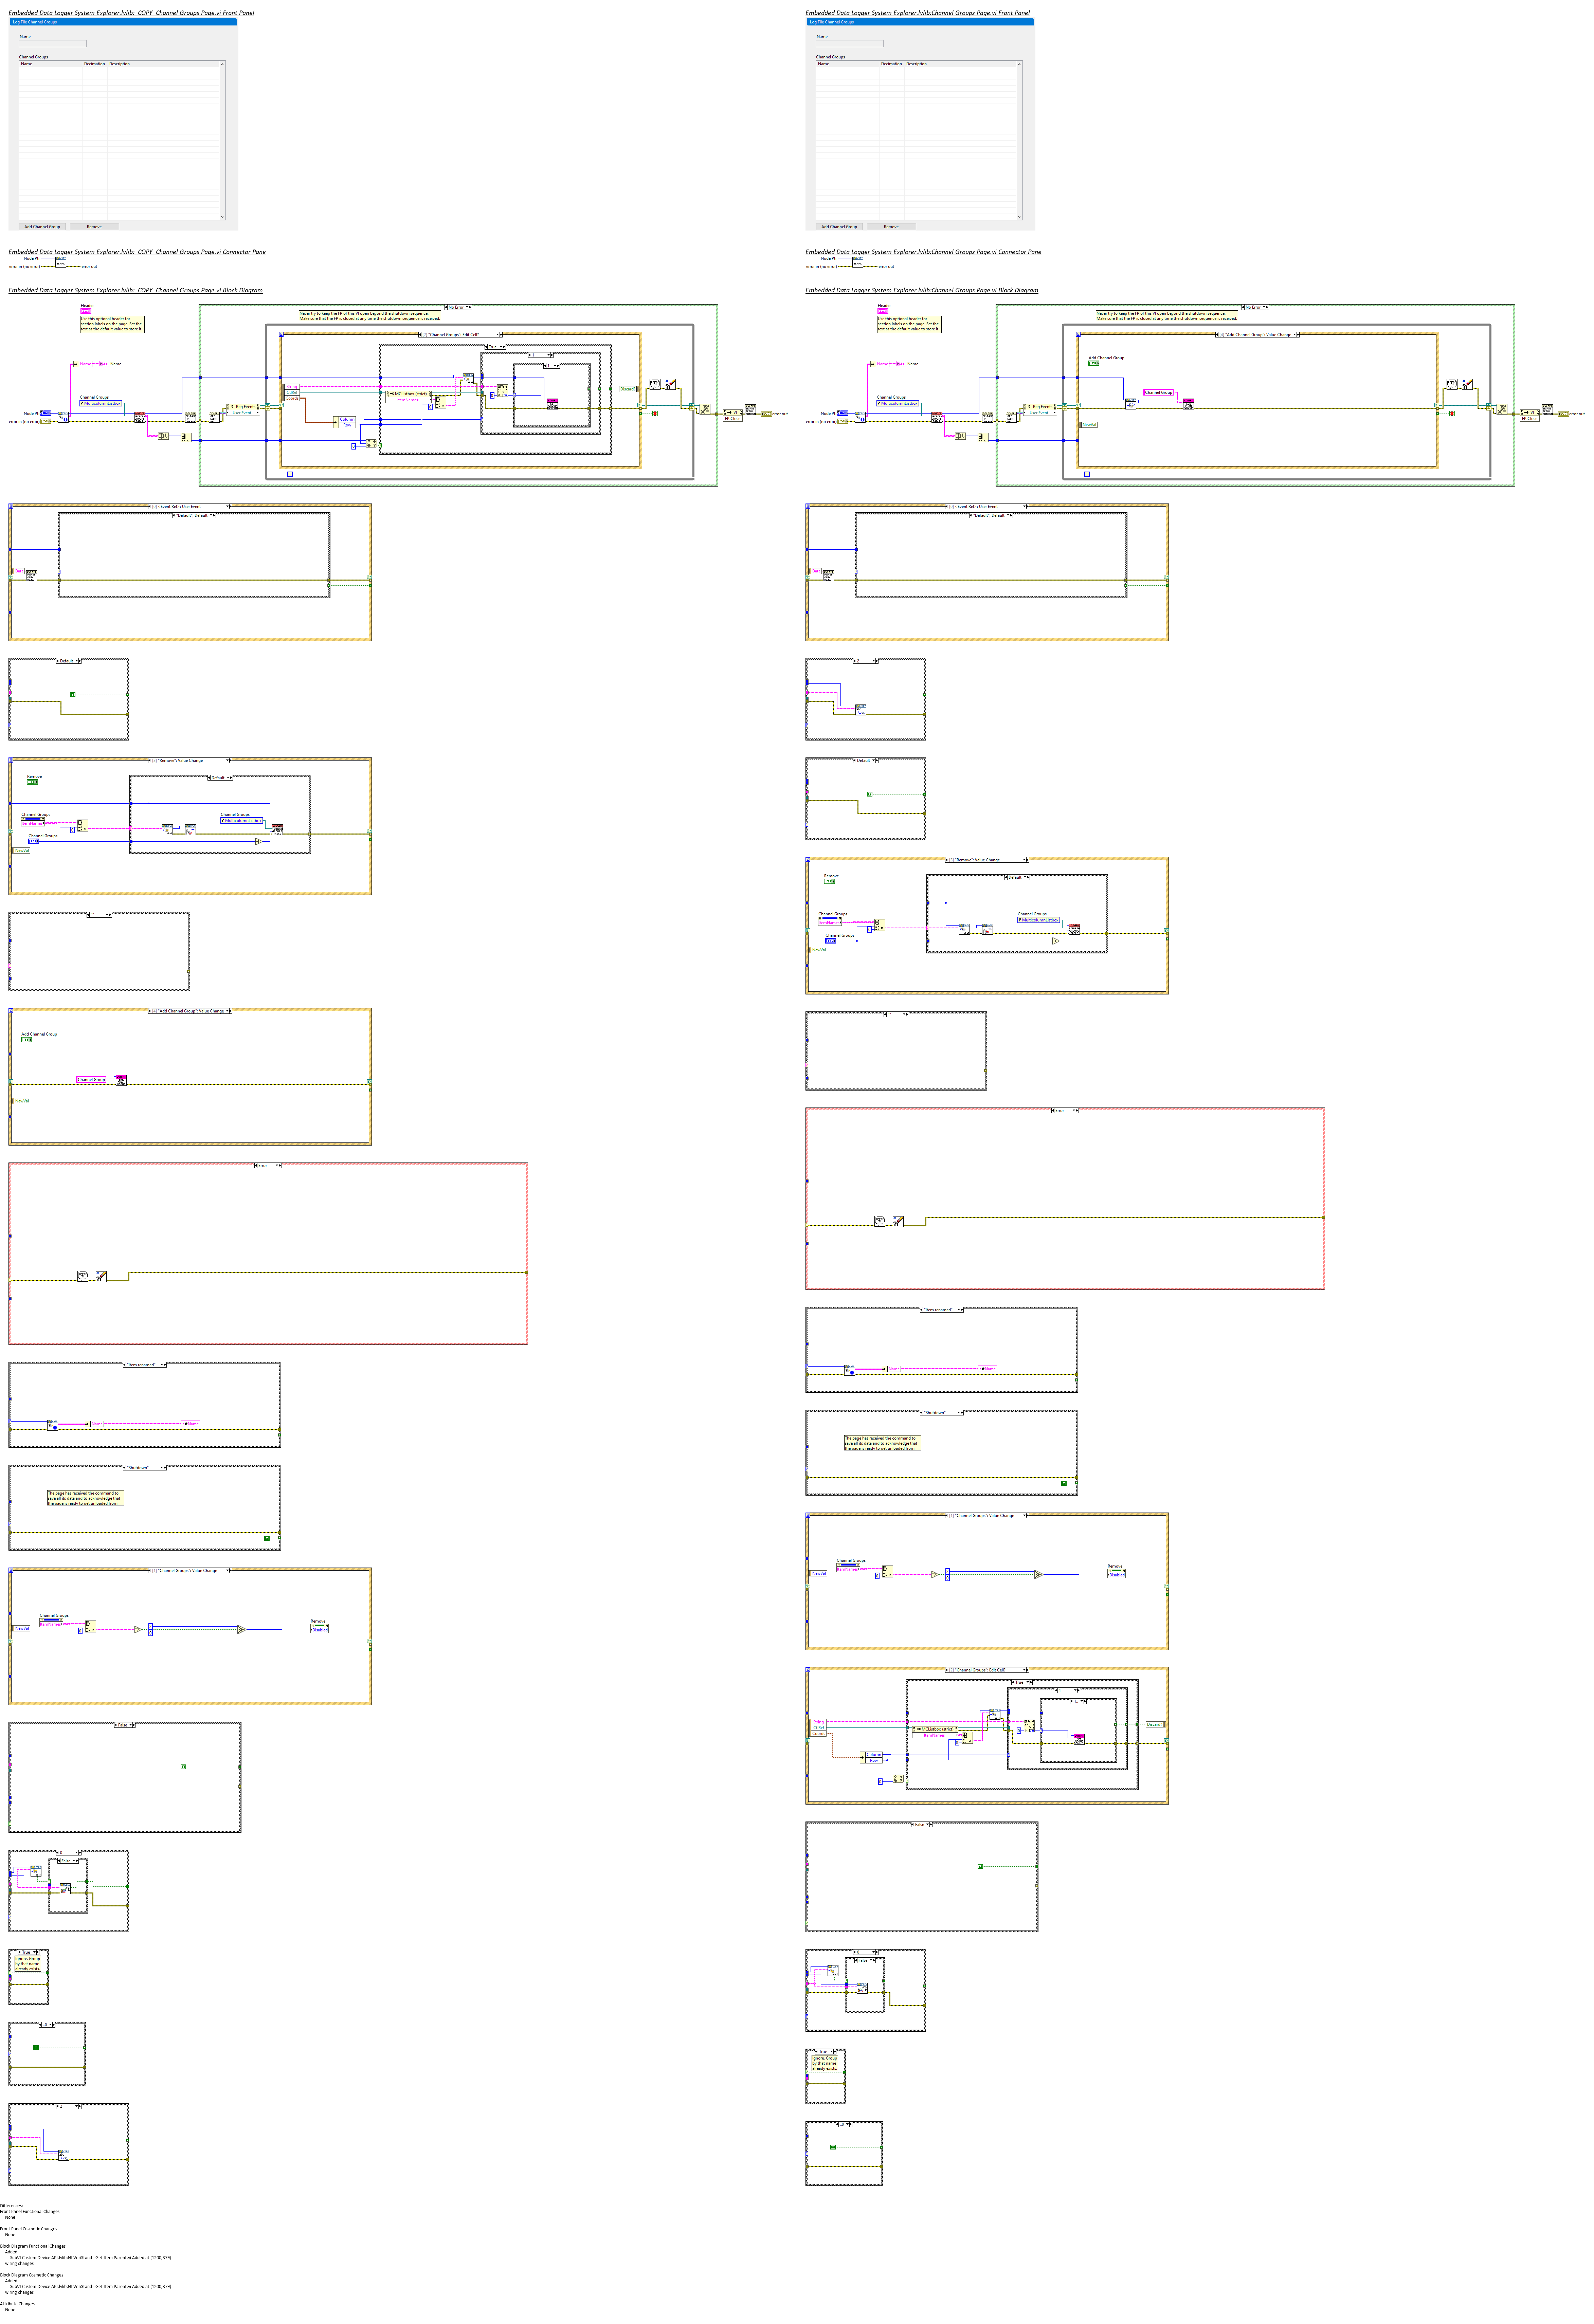 Embedded Data Logger System Explorer.lvlib:_COPY_Channel Groups Page.vi Front Panel
Log File Channel Groups
Name
Channel Groups
Name Decimation Description
Add Channel Group Remove
Embedded Data Logger System Explorer.lvlib:_COPY_Channel Groups Page.vi Connector Pane
Node Ptr
error in (no error) error out
Embedded Data Logger System Explorer.lvlib:_COPY_Channel Groups Page.vi Block Diagram
Header
Use this optional header for
section labels on the page. Set the
text as the default value to store it.
No Error
Never try to keep the FP of this VI open beyond the shutdown sequence.
Make sure that the FP is closed at any time the shutdown sequence is received.
"Channel Groups": Edit Cell?
True
Name Name
String
CtlRef
Coords
MCListbox (strict)
ItemNames
Discard?
Channel Groups
MulticolumnListbox
Reg Events
User Event
Node Ptr
error in (no error)
Column
Row
FP.Close
error out
<Event Ref>: User Event
"Default", Default
Data
Default
"Remove": Value Change
Remove
Default
Channel Groups
ItemNames
Channel Groups
MulticolumnListbox
Channel Groups
NewVal
""
"Add Channel Group": Value Change
Add Channel Group
Channel Group
NewVal
Error
"Item renamed"
Name Name
"Shutdown"
The page has received the command to
save all its data and to acknowledge that
the page is ready to get unloaded from
"Channel Groups": Value Change
Channel Groups
ItemNames
NewVal
Remove
Disabled
False
0
False
True
Ignore. Group
by that name
already exists.
..0
2
Embedded Data Logger System Explorer.lvlib:Channel Groups Page.vi Front Panel
Log File Channel Groups
Name
Channel Groups
Name Decimation Description
Add Channel Group Remove
Embedded Data Logger System Explorer.lvlib:Channel Groups Page.vi Connector Pane
Node Ptr
error in (no error) error out
Embedded Data Logger System Explorer.lvlib:Channel Groups Page.vi Block Diagram
Header
Use this optional header for
section labels on the page. Set the
text as the default value to store it.
No Error
Never try to keep the FP of this VI open beyond the shutdown sequence.
Make sure that the FP is closed at any time the shutdown sequence is received.
"Add Channel Group": Value Change
Add Channel Group
Name Name
Channel Group
Channel Groups
MulticolumnListbox
Reg Events
User Event
Node Ptr
error in (no error)
NewVal
FP.Close
error out
<Event Ref>: User Event
"Default", Default
Data
2
Default
"Remove": Value Change
Remove
Default
Channel Groups
ItemNames
Channel Groups
MulticolumnListbox
Channel Groups
NewVal
""
Error
"Item renamed"
Name Name
"Shutdown"
The page has received the command to
save all its data and to acknowledge that
the page is ready to get unloaded from
"Channel Groups": Value Change
Channel Groups
ItemNames
NewVal
Remove
Disabled
"Channel Groups": Edit Cell?
True
String
CtlRef
Coords
MCListbox (strict)
ItemNames
Discard?
Column
Row
False
0
False
True
Ignore. Group
by that name
already exists.
..0
Differences:
Front Panel Functional Changes
None
Front Panel Cosmetic Changes
None
Block Diagram Functional Changes
Added
SubVI Custom Device API.lvlib:NI VeriStand - Get Item Parent.vi Added at (1200,379)
wiring changes
Block Diagram Cosmetic Changes
Added
SubVI Custom Device API.lvlib:NI VeriStand - Get Item Parent.vi Added at (1200,379)
wiring changes
Attribute Changes
None